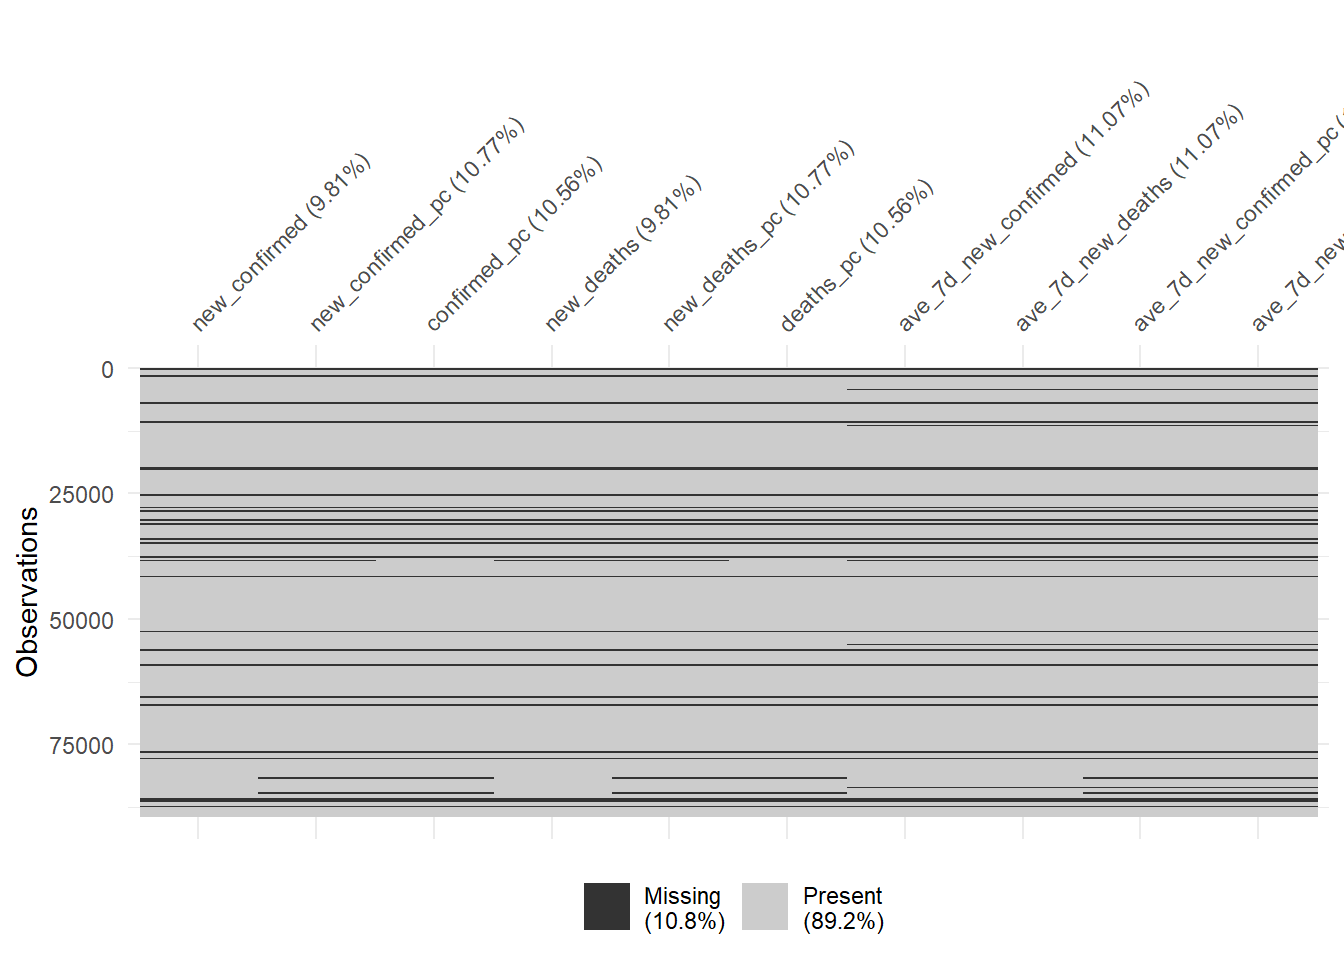 new_confirmed (9.81%)
new_confirmed_pc (10.77%)
confirmed_pc (10.56%)
new_deaths (9.81%)
new_deaths_pc (10.77%)
deaths_pc (10.56%)
ave_7d_new_confirmed (11.07%)
ave_7d_new_deaths (11.07%)
ave_7d_new_confirmed_pc (
ave_7d_new
0
25000
50000
75000
Observations
Missing
(10.8%)
Present
(89.2%)